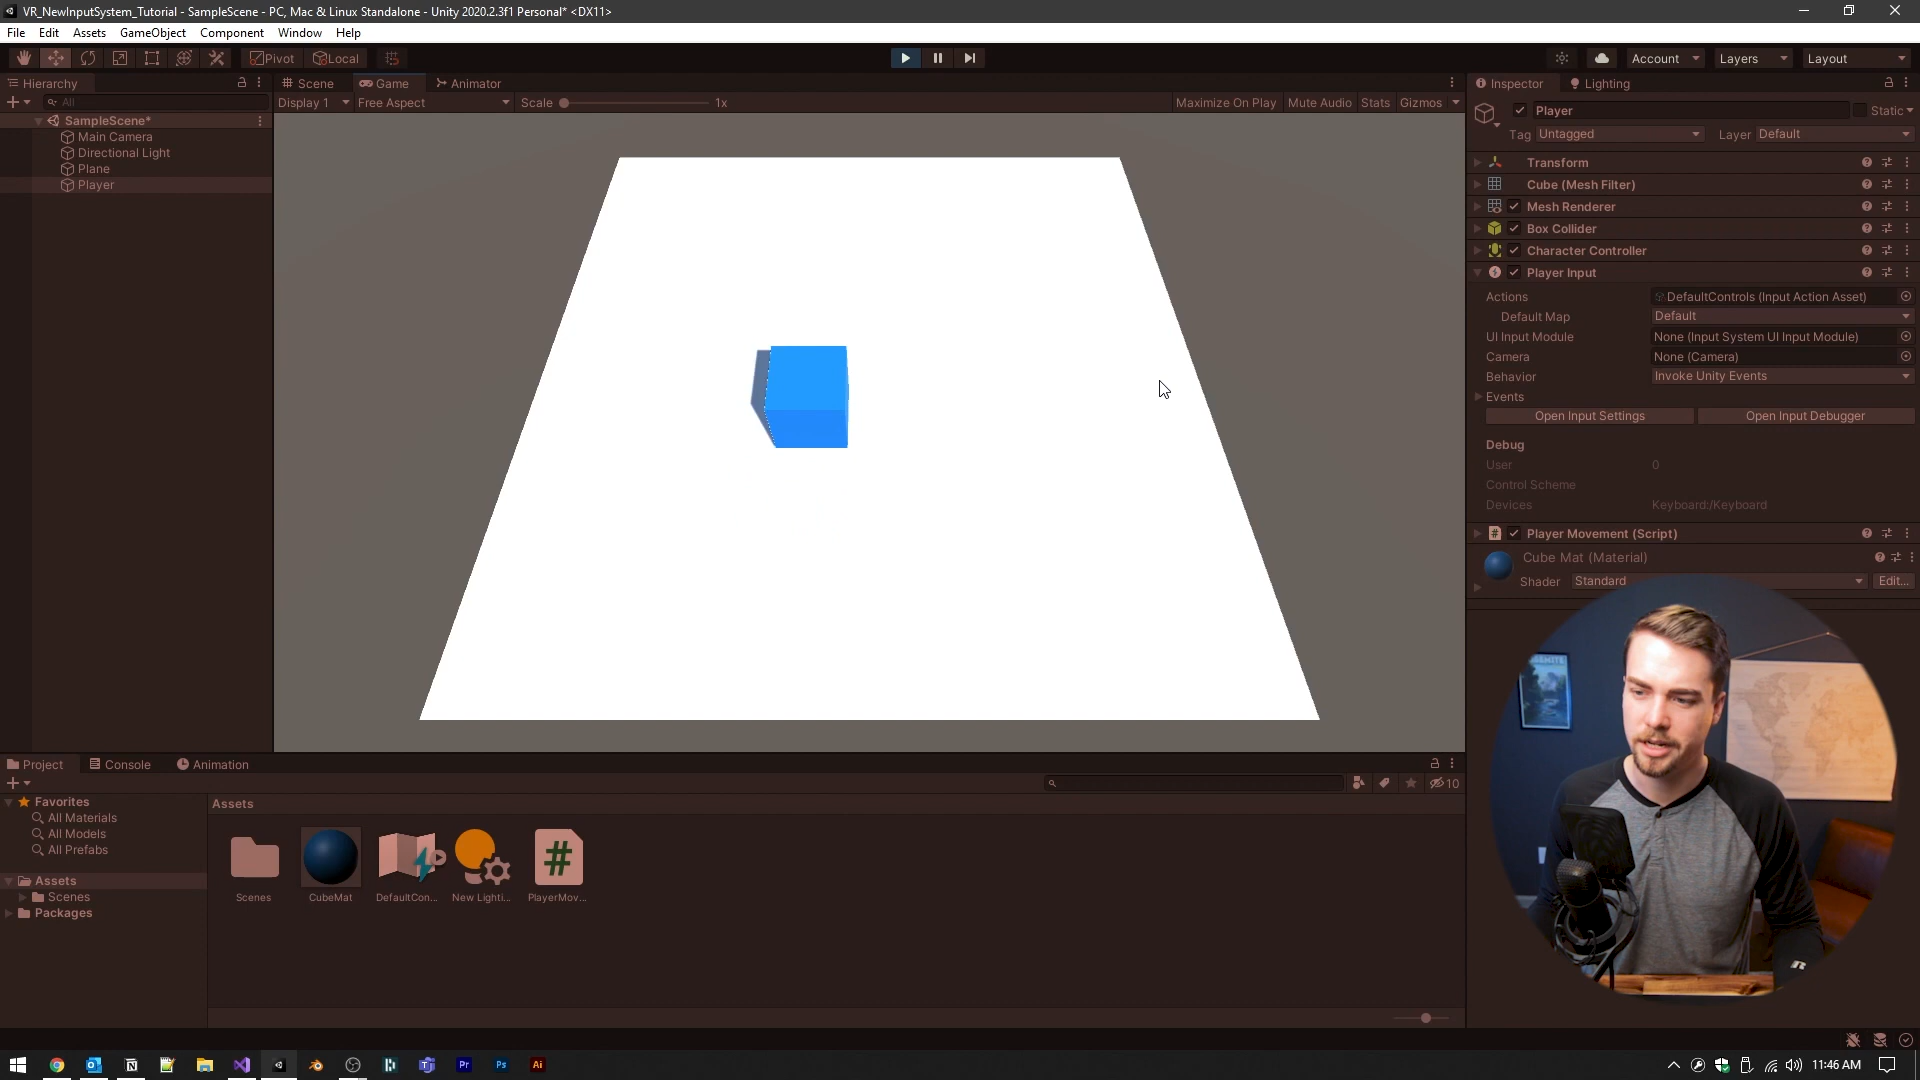 VR_NewInputSystem_Tutorial - SampleScene - PC, Mac & Linux Standalone - Unity 2020.2.3f1 Personal* <DX11>
File Edit Assets GameObject Component Window Help
Pivot Local
Account Layers Layout
Hierarchy
All
SampleScene*
Main Camera
Directional Light
Plane
Player
Scene Game Animator
Display 1 Free Aspect Scale 1x Maximize On Play Mute Audio Stats Gizmos
Inspector Lighting
Player Static
Tag Untagged Layer Default
Transform
Cube (Mesh Filter)
Mesh Renderer
Box Collider
Character Controller
Player Input
Actions DefaultControls (Input Action Asset)
Default Map Default
UI Input Module None (Input System UI Input Module)
Camera None (Camera)
Behavior Invoke Unity Events
Events
Open Input Settings Open Input Debugger
Debug
User 0
Control Scheme
Devices Keyboard:/Keyboard
Player Movement (Script)
Cube Mat (Material)
Shader Standard Edit...
Project Console Animation
10
Favorites
All Materials
All Models
All Prefabs
Assets
Scenes
Packages
Assets
Scenes CubeMat DefaultCon... New Lighti... PlayerMov...
Pr Ps Ai
11:46 AM